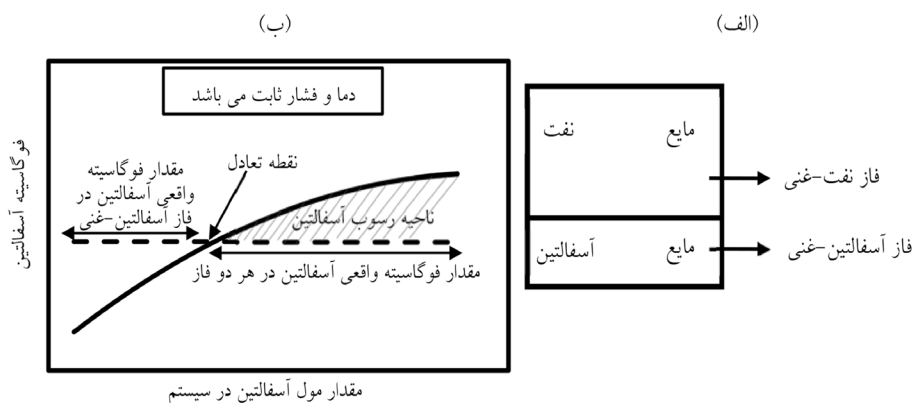 (الف)
(ب)
دما و فشار ثابت می باشد
نفت
مایع
فاز نفت-غنی
آسفالتین
مایع
فاز آسفالتین-غنی
فوگاسیته آسفالتین
مقدار فوگاسیته
واقعی آسفالتین در
فاز آسفالتین-غنی
نقطه تعادل
ناحیه رسوب آسفالتین
مقدار فوگاسیته واقعی آسفالتین در هر دو فاز
مقدار مول آسفالتین در سیستم